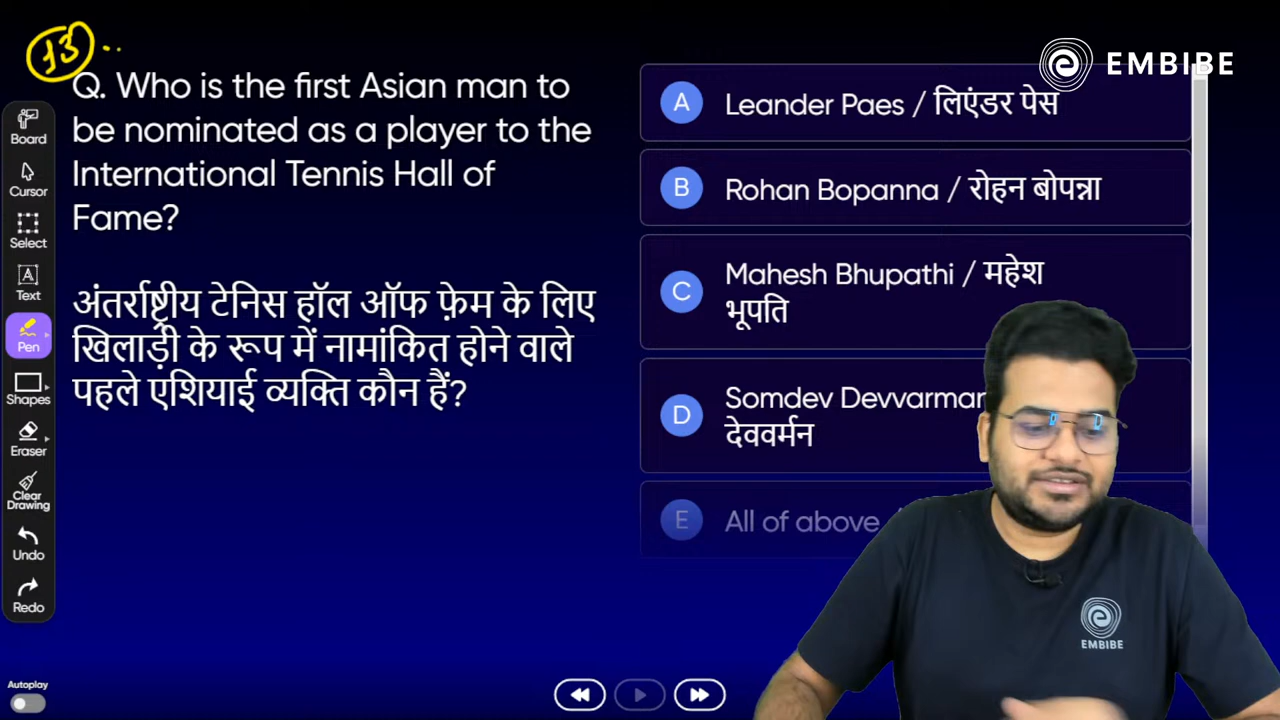 13
Q. Who is the first Asian man to
be nominated as a player to the
International Tennis Hall of
Fame?
अंतर्राष्ट्रीय टेनिस हॉल ऑफ फ़ेम के लिए
खिलाड़ी के रूप में नामांकित होने वाले
पहले एशियाई व्यक्ति कौन हैं?
A Leander Paes / लिएंडर पेस
B Rohan Bopanna / रोहन बोपन्ना
C Mahesh Bhupathi / महेश
भूपति
D Somdev Devvarman
देववर्मन
E All of above
EMBIBE
Board
Cursor
Select
Text
Pen
Shapes
Eraser
Clear
Drawing
Undo
Redo
Autoplay
EMBIBE